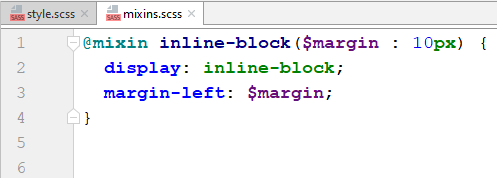 style.scss × mixins.scss ×
1 @mixin inline-block($margin : 10px) {
2   display: inline-block;
3   margin-left: $margin;
4 }
5
6